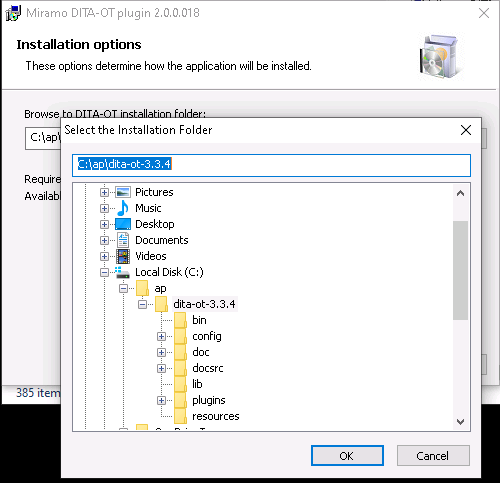 Miramo DITA-OT plugin 2.0.0.018
Installation options
These options determine how the application will be installed.
Browse to DITA-OT installation folder:
C:\ap\
Select the Installation Folder
C:\ap\dita-ot-3.3.4
Require
Availab
Pictures
Music
Desktop
Documents
Videos
Local Disk (C:)
ap
dita-ot-3.3.4
bin
config
doc
docsrc
lib
plugins
resources
385 item
OK
Cancel